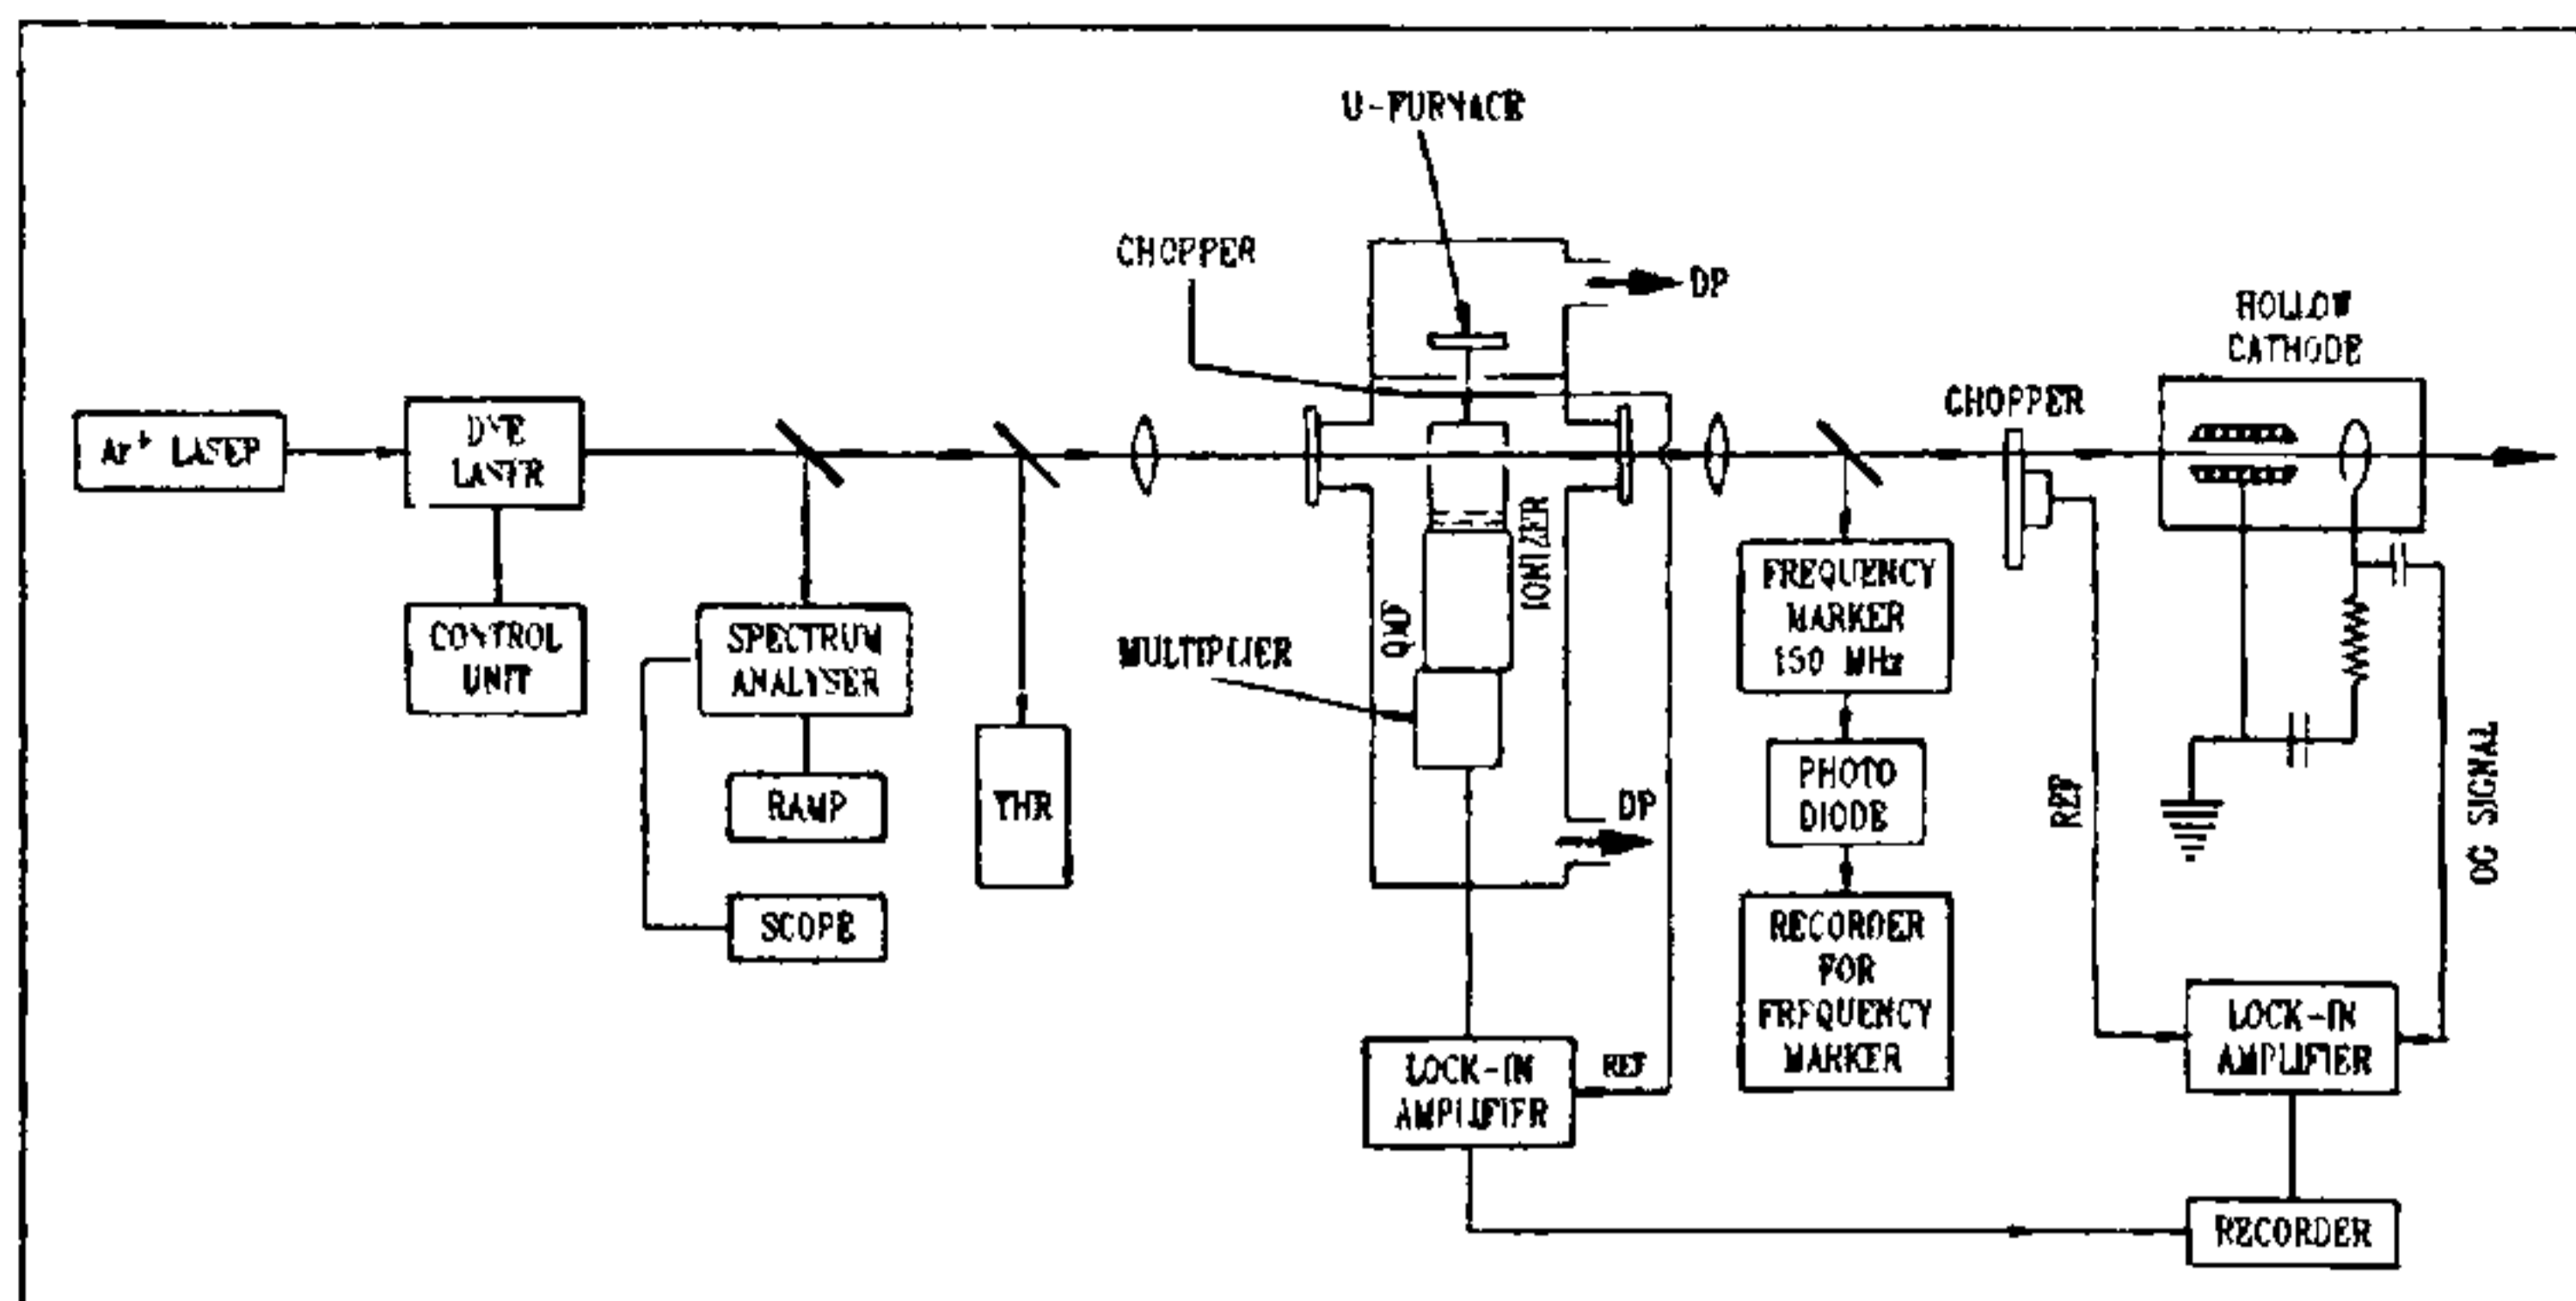 U-FURNACE
CHOPPER
DP
HOLLOW
CATHODE
Ar+ LASER
DYE
LASER
CHOPPER
CONTROL
UNIT
SPECTRUM
ANALYSER
RAMP
SCOPE
THR
MULTIPLIER
QMF
IONIZER
DP
FREQUENCY
MARKER
150 MHz
PHOTO
DIODE
RECORDER
FOR
FREQUENCY
MARKER
REF
OG SIGNAL
LOCK-IN
AMPLIFIER
REF
LOCK-IN
AMPLIFIER
RECORDER